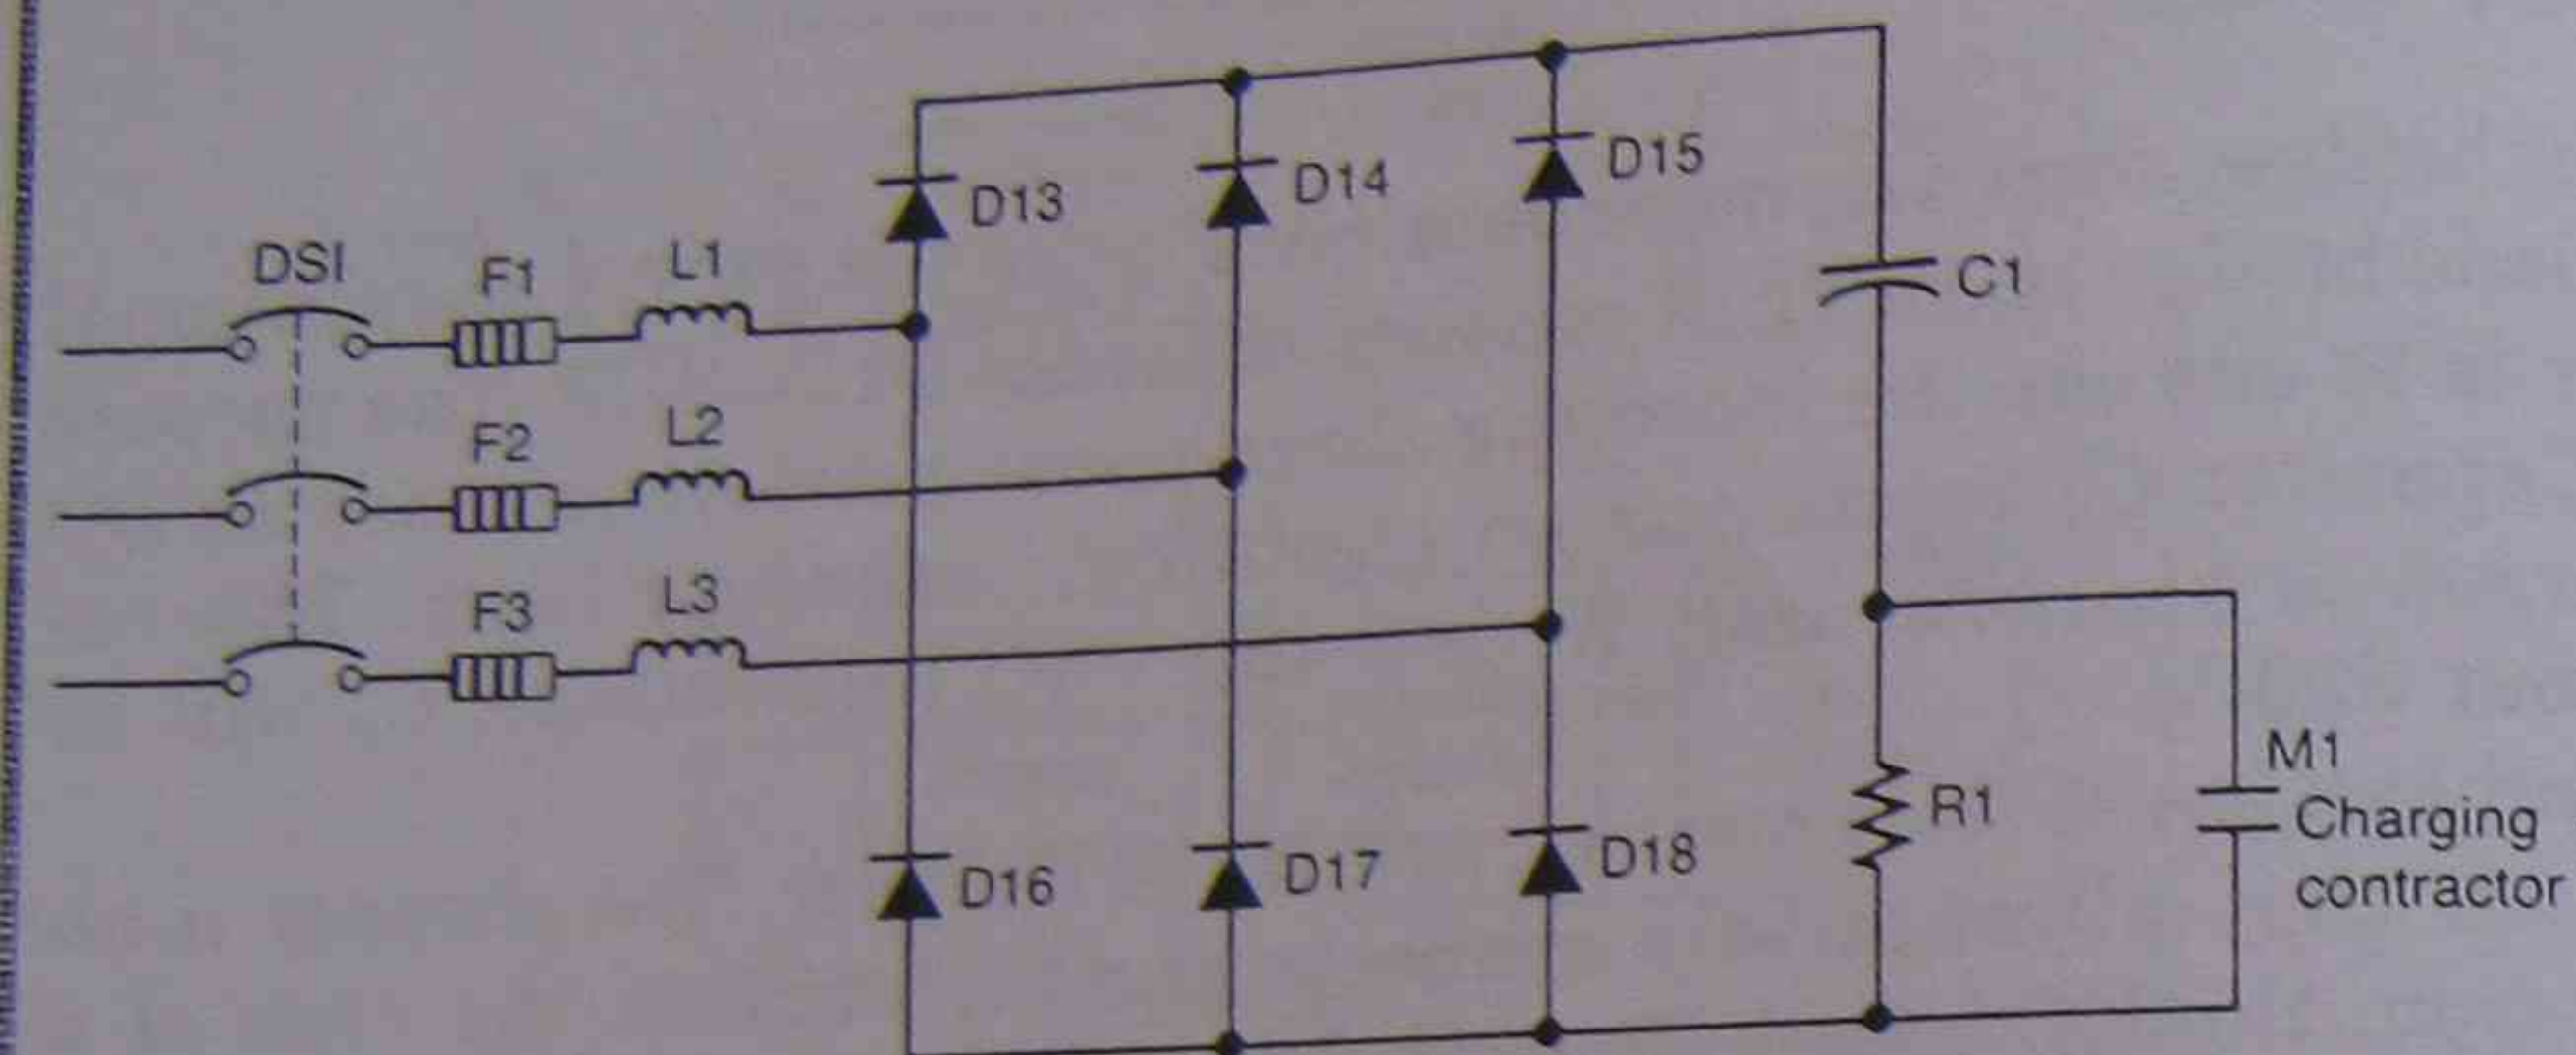 D15
D14
D13
DSI
F1
L1
C1
F2
L2
F3
L3
M1
Charging
contractor
R1
D18
D17
D16